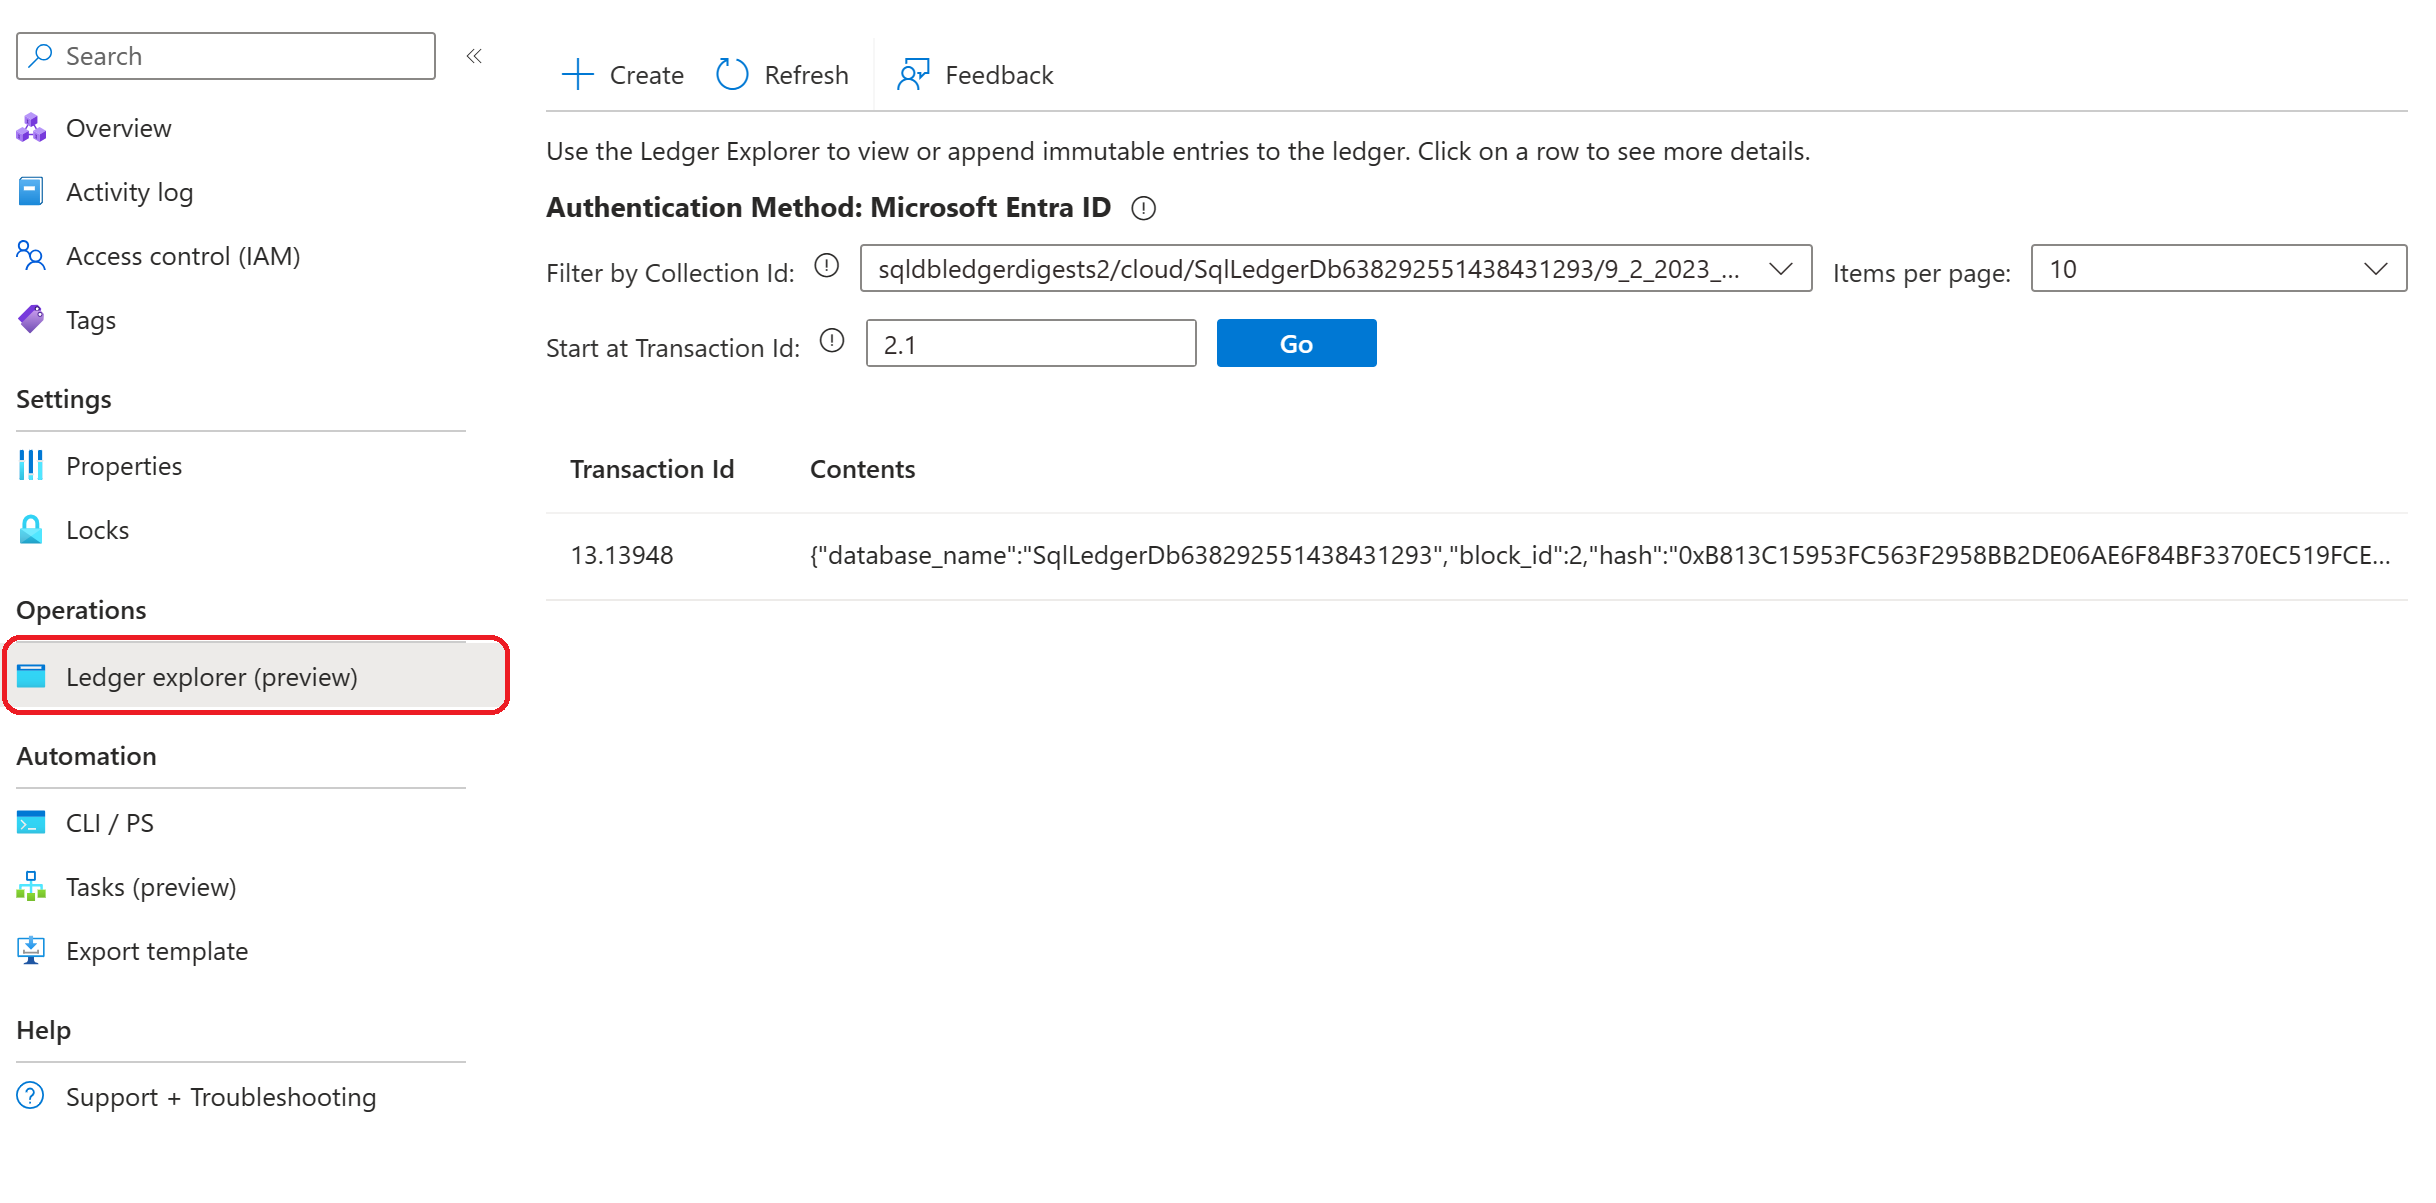 Search
«
Overview
Activity log
Access control (IAM)
Tags
Settings
Properties
Locks
Operations
Ledger explorer (preview)
Automation
CLI / PS
Tasks (preview)
Export template
Help
Support + Troubleshooting
Create Refresh Feedback
Use the Ledger Explorer to view or append immutable entries to the ledger. Click on a row to see more details.
Authentication Method: Microsoft Entra ID
Filter by Collection Id: sqldbledgerdigests2/cloud/SqlLedgerDb638292551438431293/9_2_2023_... Items per page: 10
Start at Transaction Id: 2.1 Go
Transaction Id Contents
13.13948 {"database_name":"SqlLedgerDb638292551438431293","block_id":2,"hash":"0xB813C15953FC563F2958BB2DE06AE6F84BF3370EC519FCE...